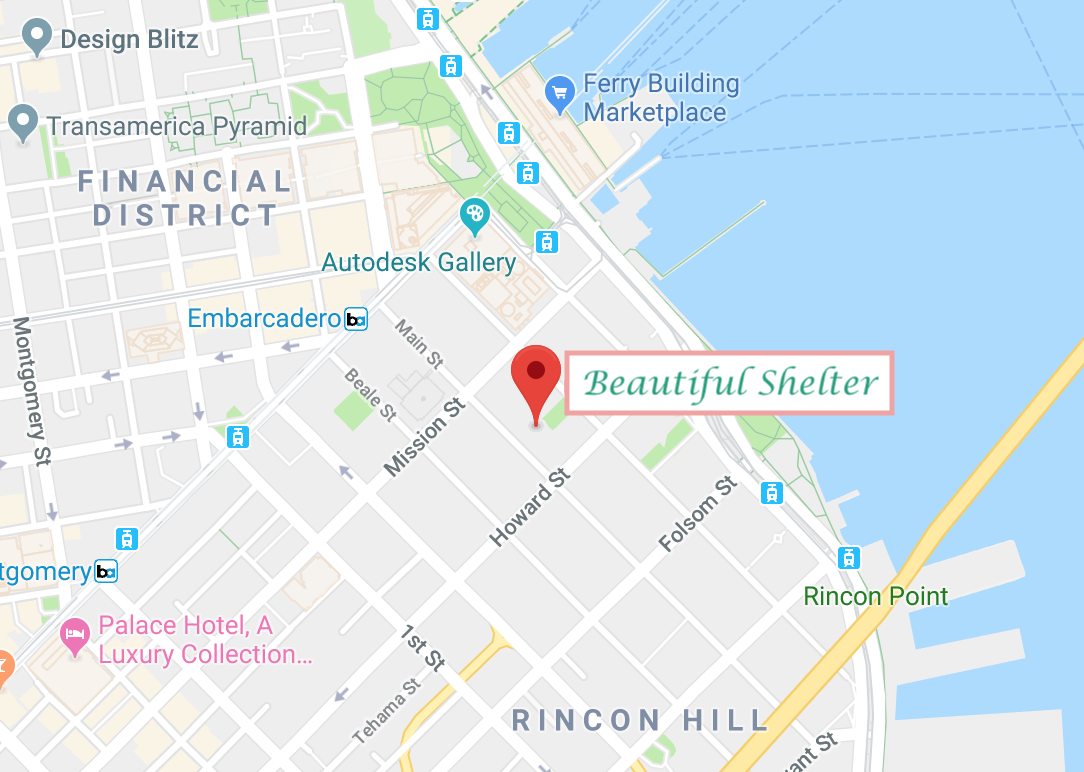 Design Blitz
Transamerica Pyramid
FINANCIAL
DISTRICT
Ferry Building
Marketplace
Autodesk Gallery
Embarcadero
Montgomery St
Main St
Beale St
Mission St
Beautiful Shelter
Howard St
Folsom St
tgomery
Rincon Point
Palace Hotel, A
Luxury Collection...
1st St
Tehama St
RINCON HILL
ant St